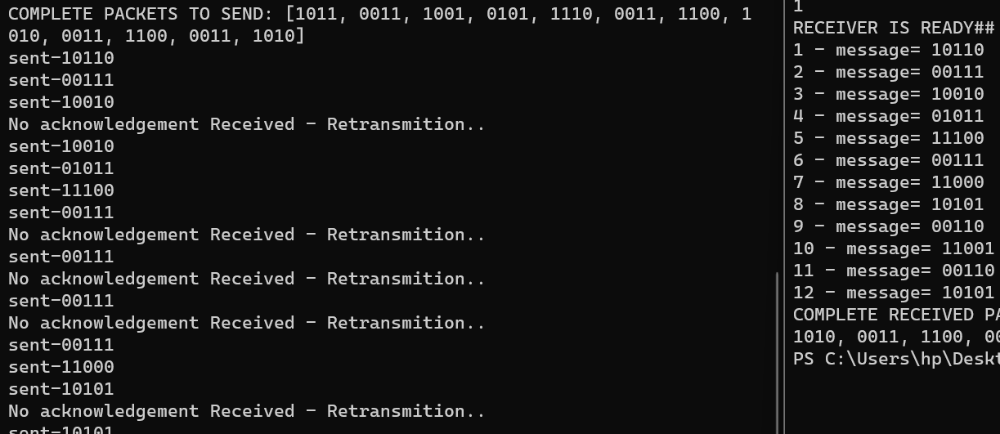 COMPLETE PACKETS TO SEND: [1011, 0011, 1001, 0101, 1110, 0011, 1100, 1
010, 0011, 1100, 0011, 1010]
sent-10110
sent-00111
sent-10010
No acknowledgement Received - Retransmition..
sent-10010
sent-01011
sent-11100
sent-00111
No acknowledgement Received - Retransmition..
sent-00111
No acknowledgement Received - Retransmition..
sent-00111
No acknowledgement Received - Retransmition..
sent-00111
sent-11000
sent-10101
No acknowledgement Received - Retransmition..
sent-10101
1
RECEIVER IS READY##
1 - message= 10110
2 - message= 00111
3 - message= 10010
4 - message= 01011
5 - message= 11100
6 - message= 00111
7 - message= 11000
8 - message= 10101
9 - message= 00110
10 - message= 11001
11 - message= 00110
12 - message= 10101
COMPLETE RECEIVED PA
1010, 0011, 1100, 00
PS C:\Users\hp\Deskt